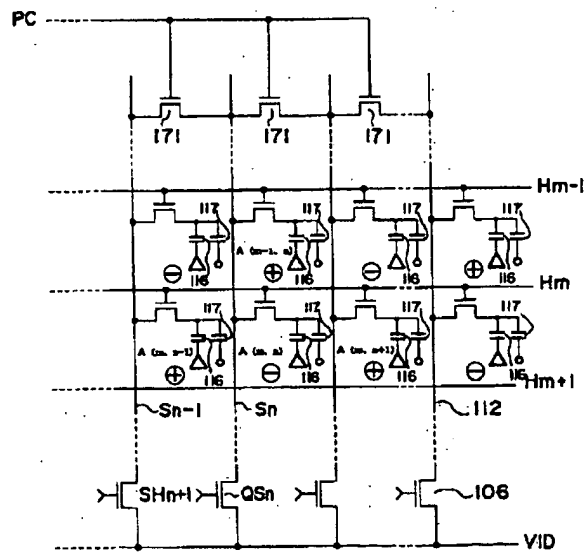 PC
171 171 171
Hm-1
117 117 117 117
A (m-1, n)
⊖ 116 ⊕ 116 ⊖ 116 ⊕ 116
Hm
117 117 117 117
A (m, n-1) A (m, n) A (m, n+1)
⊕ 116 ⊖ 116 ⊕ 116 ⊖ 116
Hm+1
Sn-1 Sn 112
SHn+1 QSn 106
VID